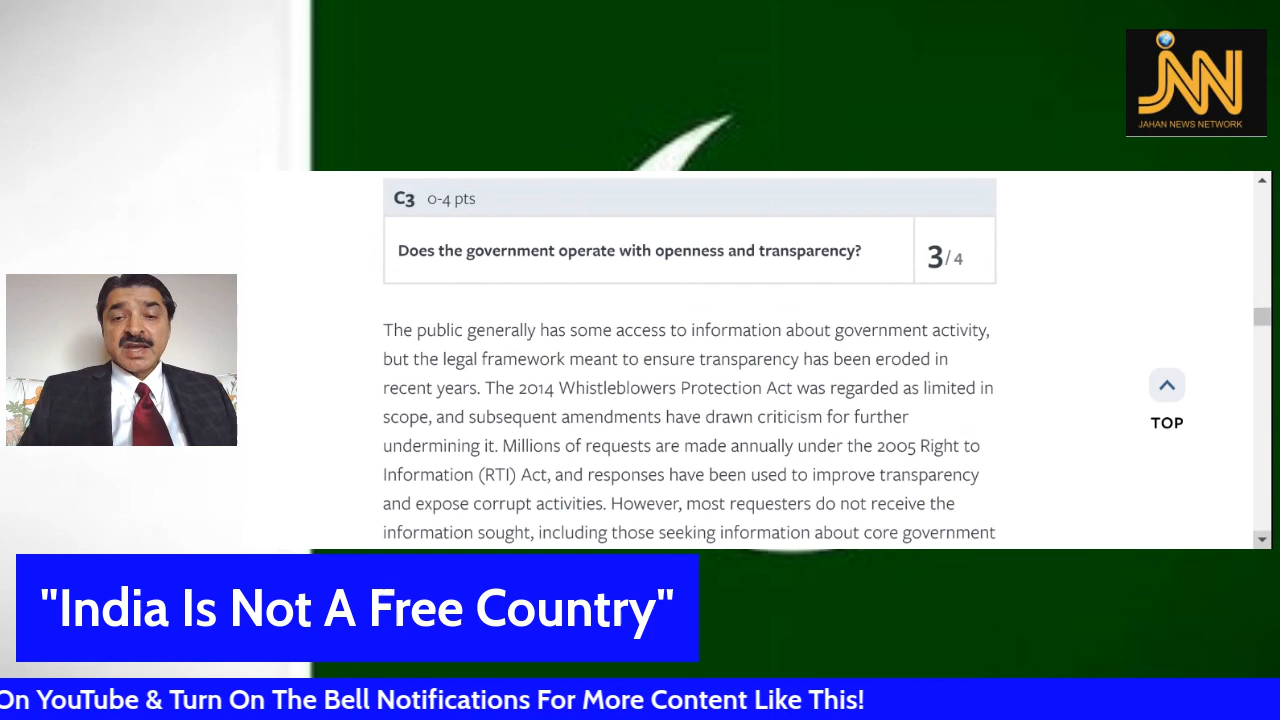 JNN
JAHAN NEWS NETWORK
C3 0-4 pts
Does the government operate with openness and transparency?
3/4
The public generally has some access to information about government activity,
but the legal framework meant to ensure transparency has been eroded in
recent years. The 2014 Whistleblowers Protection Act was regarded as limited in
scope, and subsequent amendments have drawn criticism for further
undermining it. Millions of requests are made annually under the 2005 Right to
Information (RTI) Act, and responses have been used to improve transparency
and expose corrupt activities. However, most requesters do not receive the
information sought, including those seeking information about core government
TOP
"India Is Not A Free Country"
On YouTube & Turn On The Bell Notifications For More Content Like This!